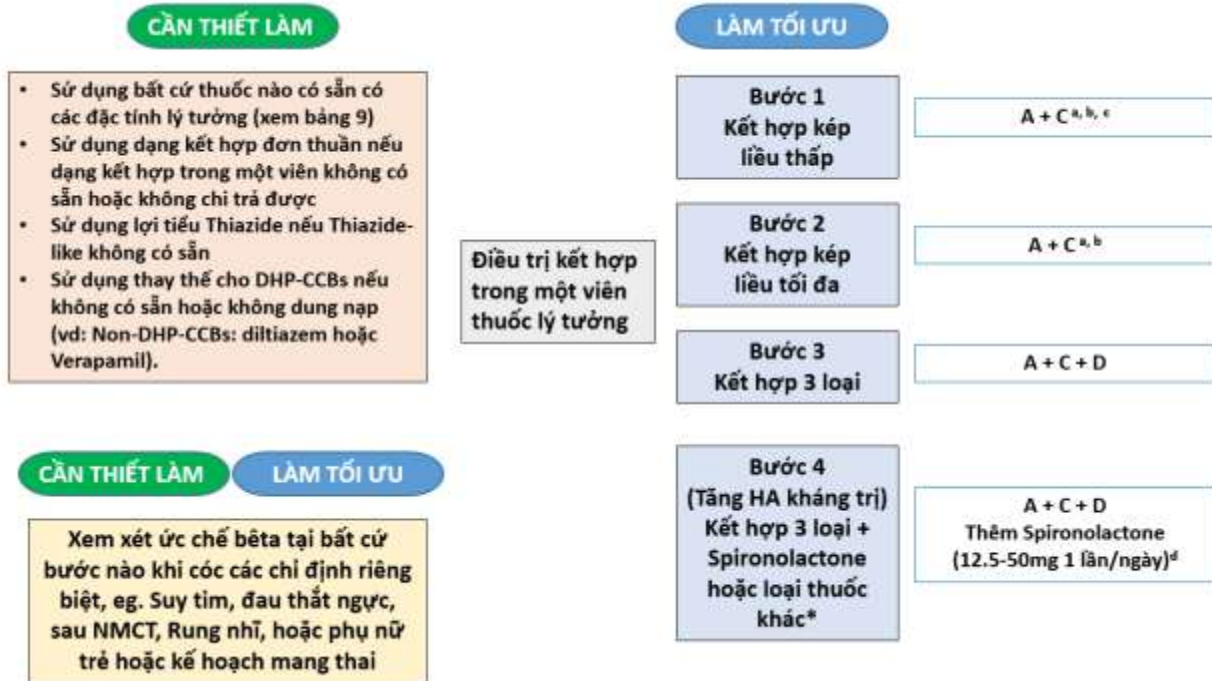 CẦN THIẾT LÀM
• Sử dụng bất cứ thuốc nào có sẵn có
các đặc tính lý tưởng (xem bảng 9)
• Sử dụng dạng kết hợp đơn thuần nếu
dạng kết hợp trong một viên không có
sẵn hoặc không chi trả được
• Sử dụng lợi tiểu Thiazide nếu Thiazide-
like không có sẵn
• Sử dụng thay thế cho DHP-CCBs nếu
không có sẵn hoặc không dung nạp
(vd: Non-DHP-CCBs: diltiazem hoặc
Verapamil).
CẦN THIẾT LÀM
LÀM TỐI ƯU
Xem xét ức chế bêta tại bất cứ
bước nào khi cóc các chỉ định riêng
biệt, eg. Suy tim, đau thắt ngực,
sau NMCT, Rung nhĩ, hoặc phụ nữ
trẻ hoặc kế hoạch mang thai
Điều trị kết hợp
trong một viên
thuốc lý tưởng
LÀM TỐI ƯU
Bước 1
Kết hợp kép
liều thấp
A + C a, b, c
Bước 2
Kết hợp kép
liều tối đa
A + C a, b
Bước 3
Kết hợp 3 loại
A + C + D
Bước 4
(Tăng HA kháng trị)
Kết hợp 3 loại +
Spironolactone
hoặc loại thuốc
khác*
A + C + D
Thêm Spironolactone
(12.5-50mg 1 lần/ngày)d